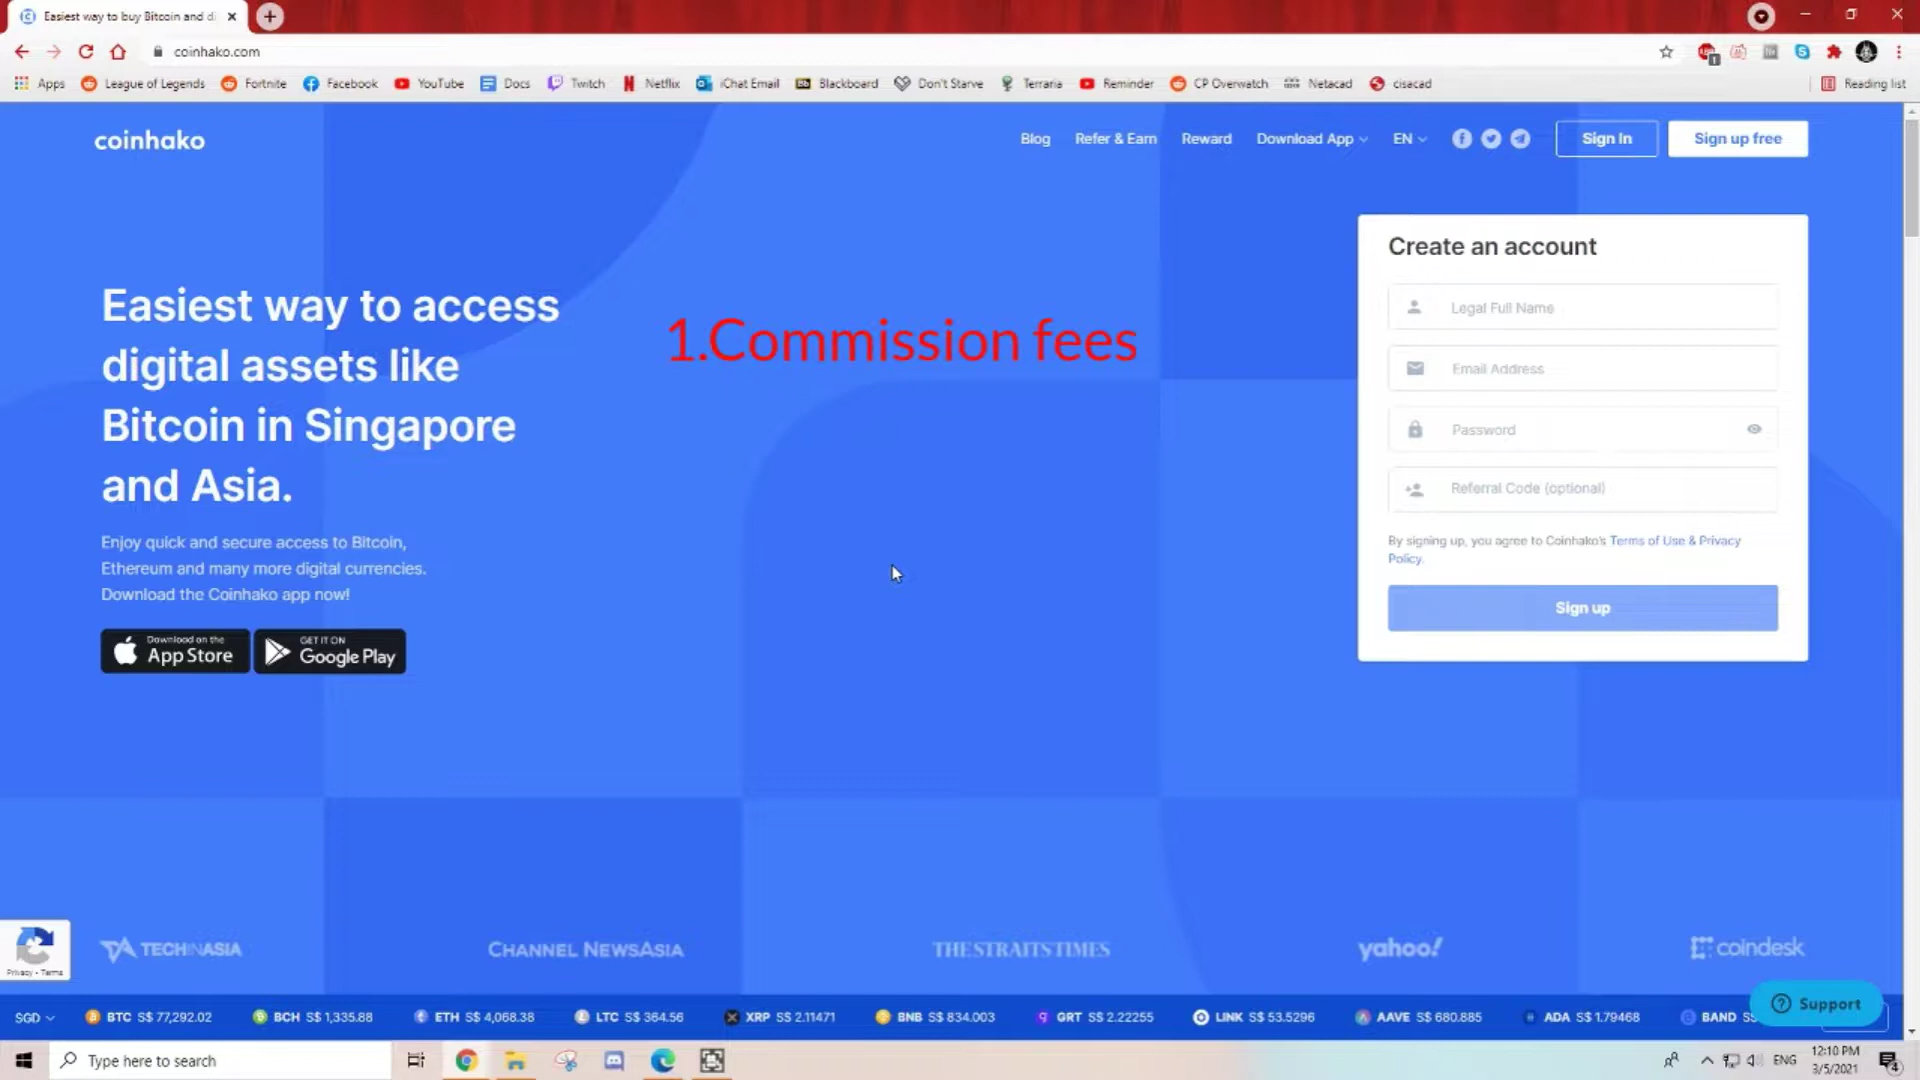 Easiest way to buy Bitcoin and di
coinhako.com
Apps League of Legends Fortnite Facebook YouTube Docs Twitch Netflix iChat Email Blackboard Don't Starve Terraria Reminder CP Overwatch Netacad cisacad Reading list
coinhako
Blog Refer & Earn Reward Download App EN Sign In Sign up free
Create an account
Legal Full Name
Email Address
Password
Referral Code (optional)
By signing up, you agree to Coinhako's Terms of Use & Privacy
Policy.
Sign up
Easiest way to access
digital assets like
Bitcoin in Singapore
and Asia.
1.Commission fees
Enjoy quick and secure access to Bitcoin,
Ethereum and many more digital currencies.
Download the Coinhako app now!
Download on the
App Store
GET IT ON
Google Play
TECHINASIA CHANNEL NEWSASIA THE STRAITS TIMES yahoo! coindesk
Privacy - Terms
Support
SGD BTC S$ 77,292.02 BCH S$ 1,335.88 ETH S$ 4,068.38 LTC S$ 364.56 XRP S$ 2.11471 BNB S$ 834.003 GRT S$ 2.22255 LINK S$ 53.5296 AAVE S$ 680.885 ADA S$ 1.79468 BAND
Type here to search
ENG
12:10 PM
3/5/2021
4